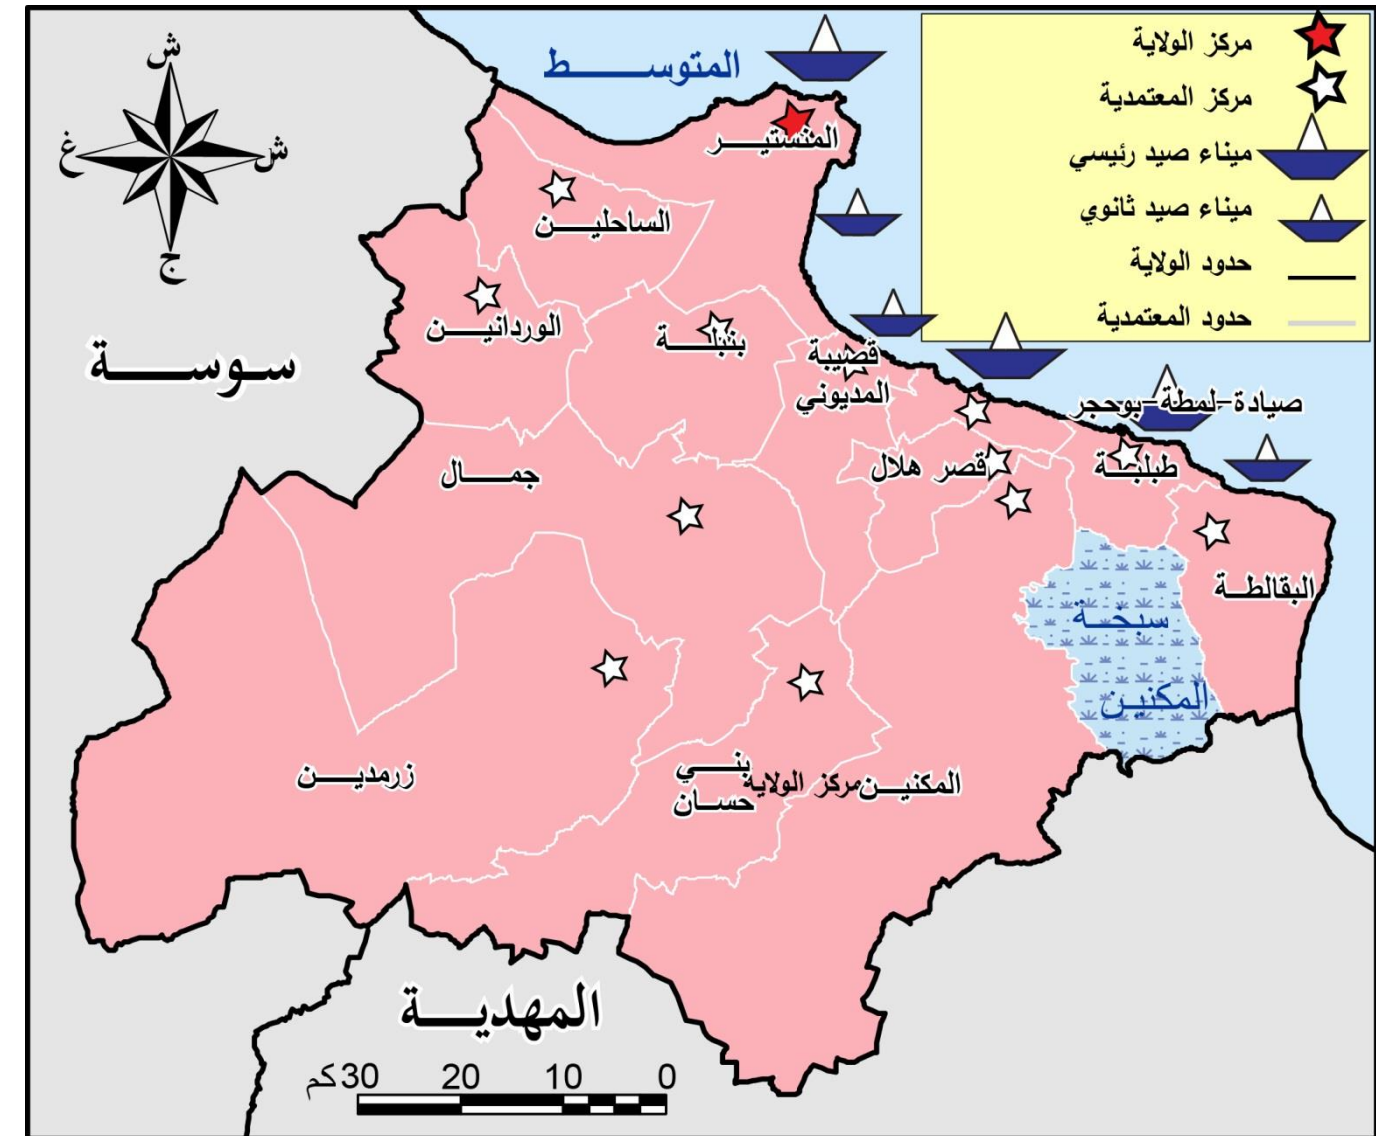 المتوسط
مركز الولاية
مركز المعتمدية
ميناء صيد رئيسي
ميناء صيد ثانوي
حدود الولاية
حدود المعتمدية
ش
ش
غ
ج
المنستير
الساحلين
الوردانين
بنبلة
قصيبة
المديوني
صيادة-لمطة-بوحجر
طبلبة
قصر هلال
جمال
البقالطة
سبخة
المكنين
سوسة
زرمدين
بني
حسان
مركز الولاية
المكنين
المهدية
كم 30 20 10 0